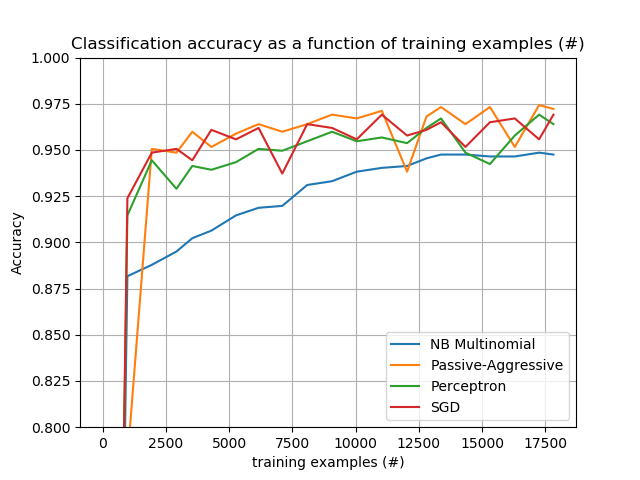 Classification accuracy as a function of training examples (#)
1.000
0.975
0.950
0.925
0.900
0.875
0.850
0.825
0.800
Accuracy
NB Multinomial
Passive-Aggressive
Perceptron
SGD
0 2500 5000 7500 10000 12500 15000 17500
training examples (#)